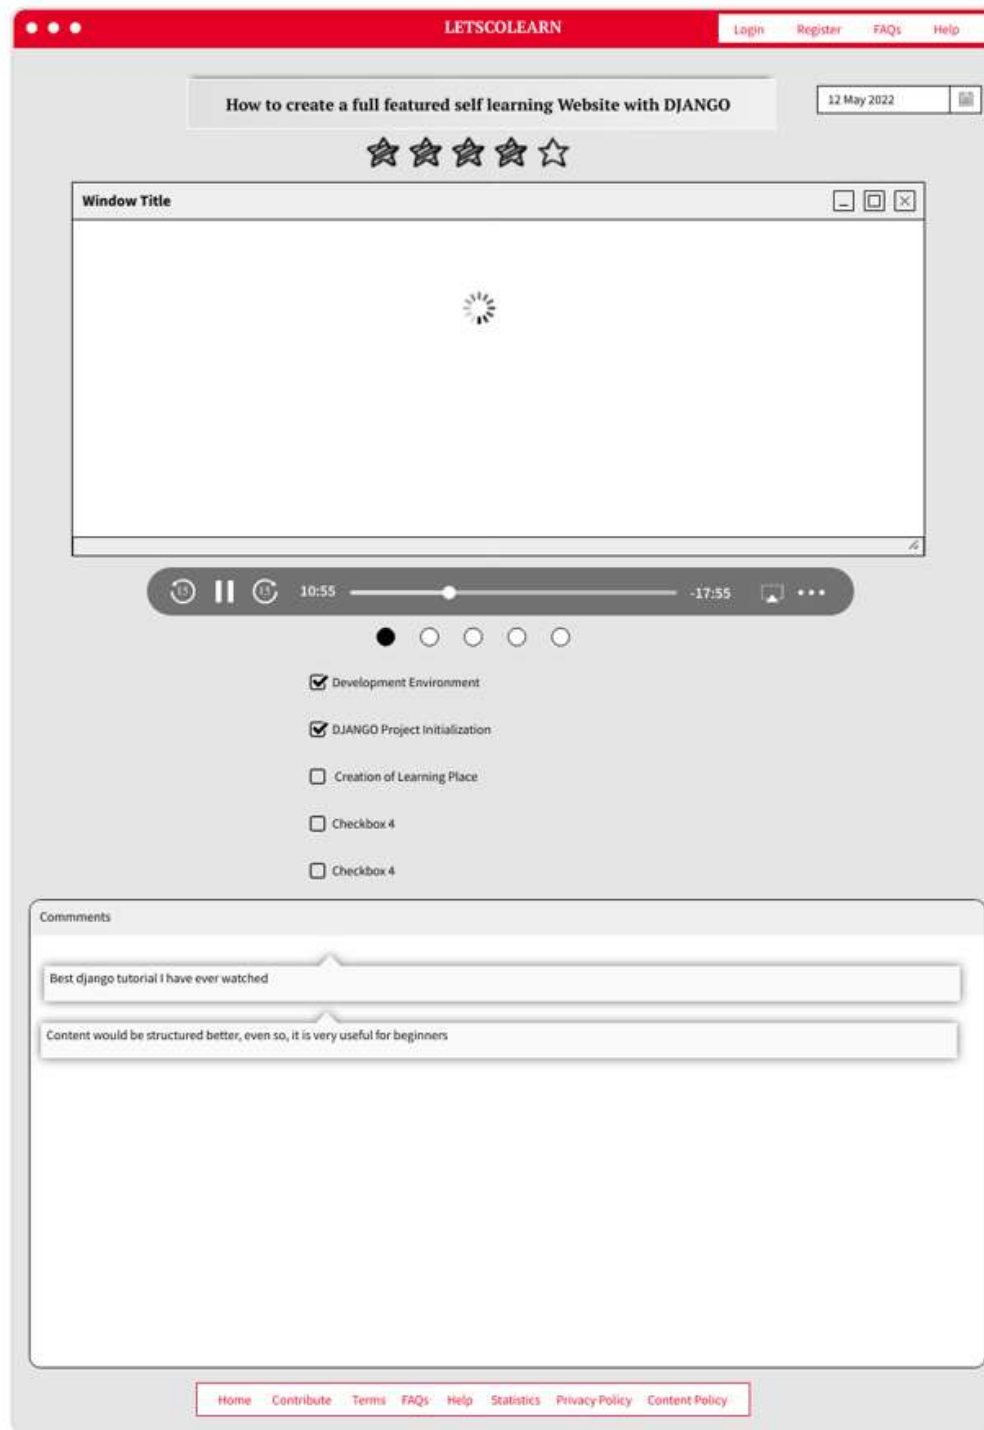 LETSCOLEARN
Login Register FAQs Help
How to create a full featured self learning Website with DJANGO
12 May 2022
Window Title
15 15 10:55 -17:55
Development Environment
DJANGO Project Initialization
Creation of Learning Place
Checkbox 4
Checkbox 4
Commments
Best django tutorial I have ever watched
Content would be structured better, even so, it is very useful for beginners
Home Contribute Terms FAQs Help Statistics Privacy Policy Content Policy